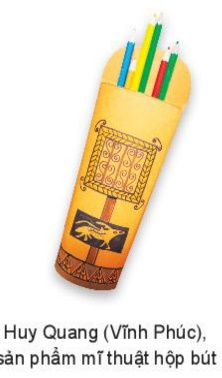 Huy Quang (Vĩnh Phúc),
sản phẩm mĩ thuật hộp bút